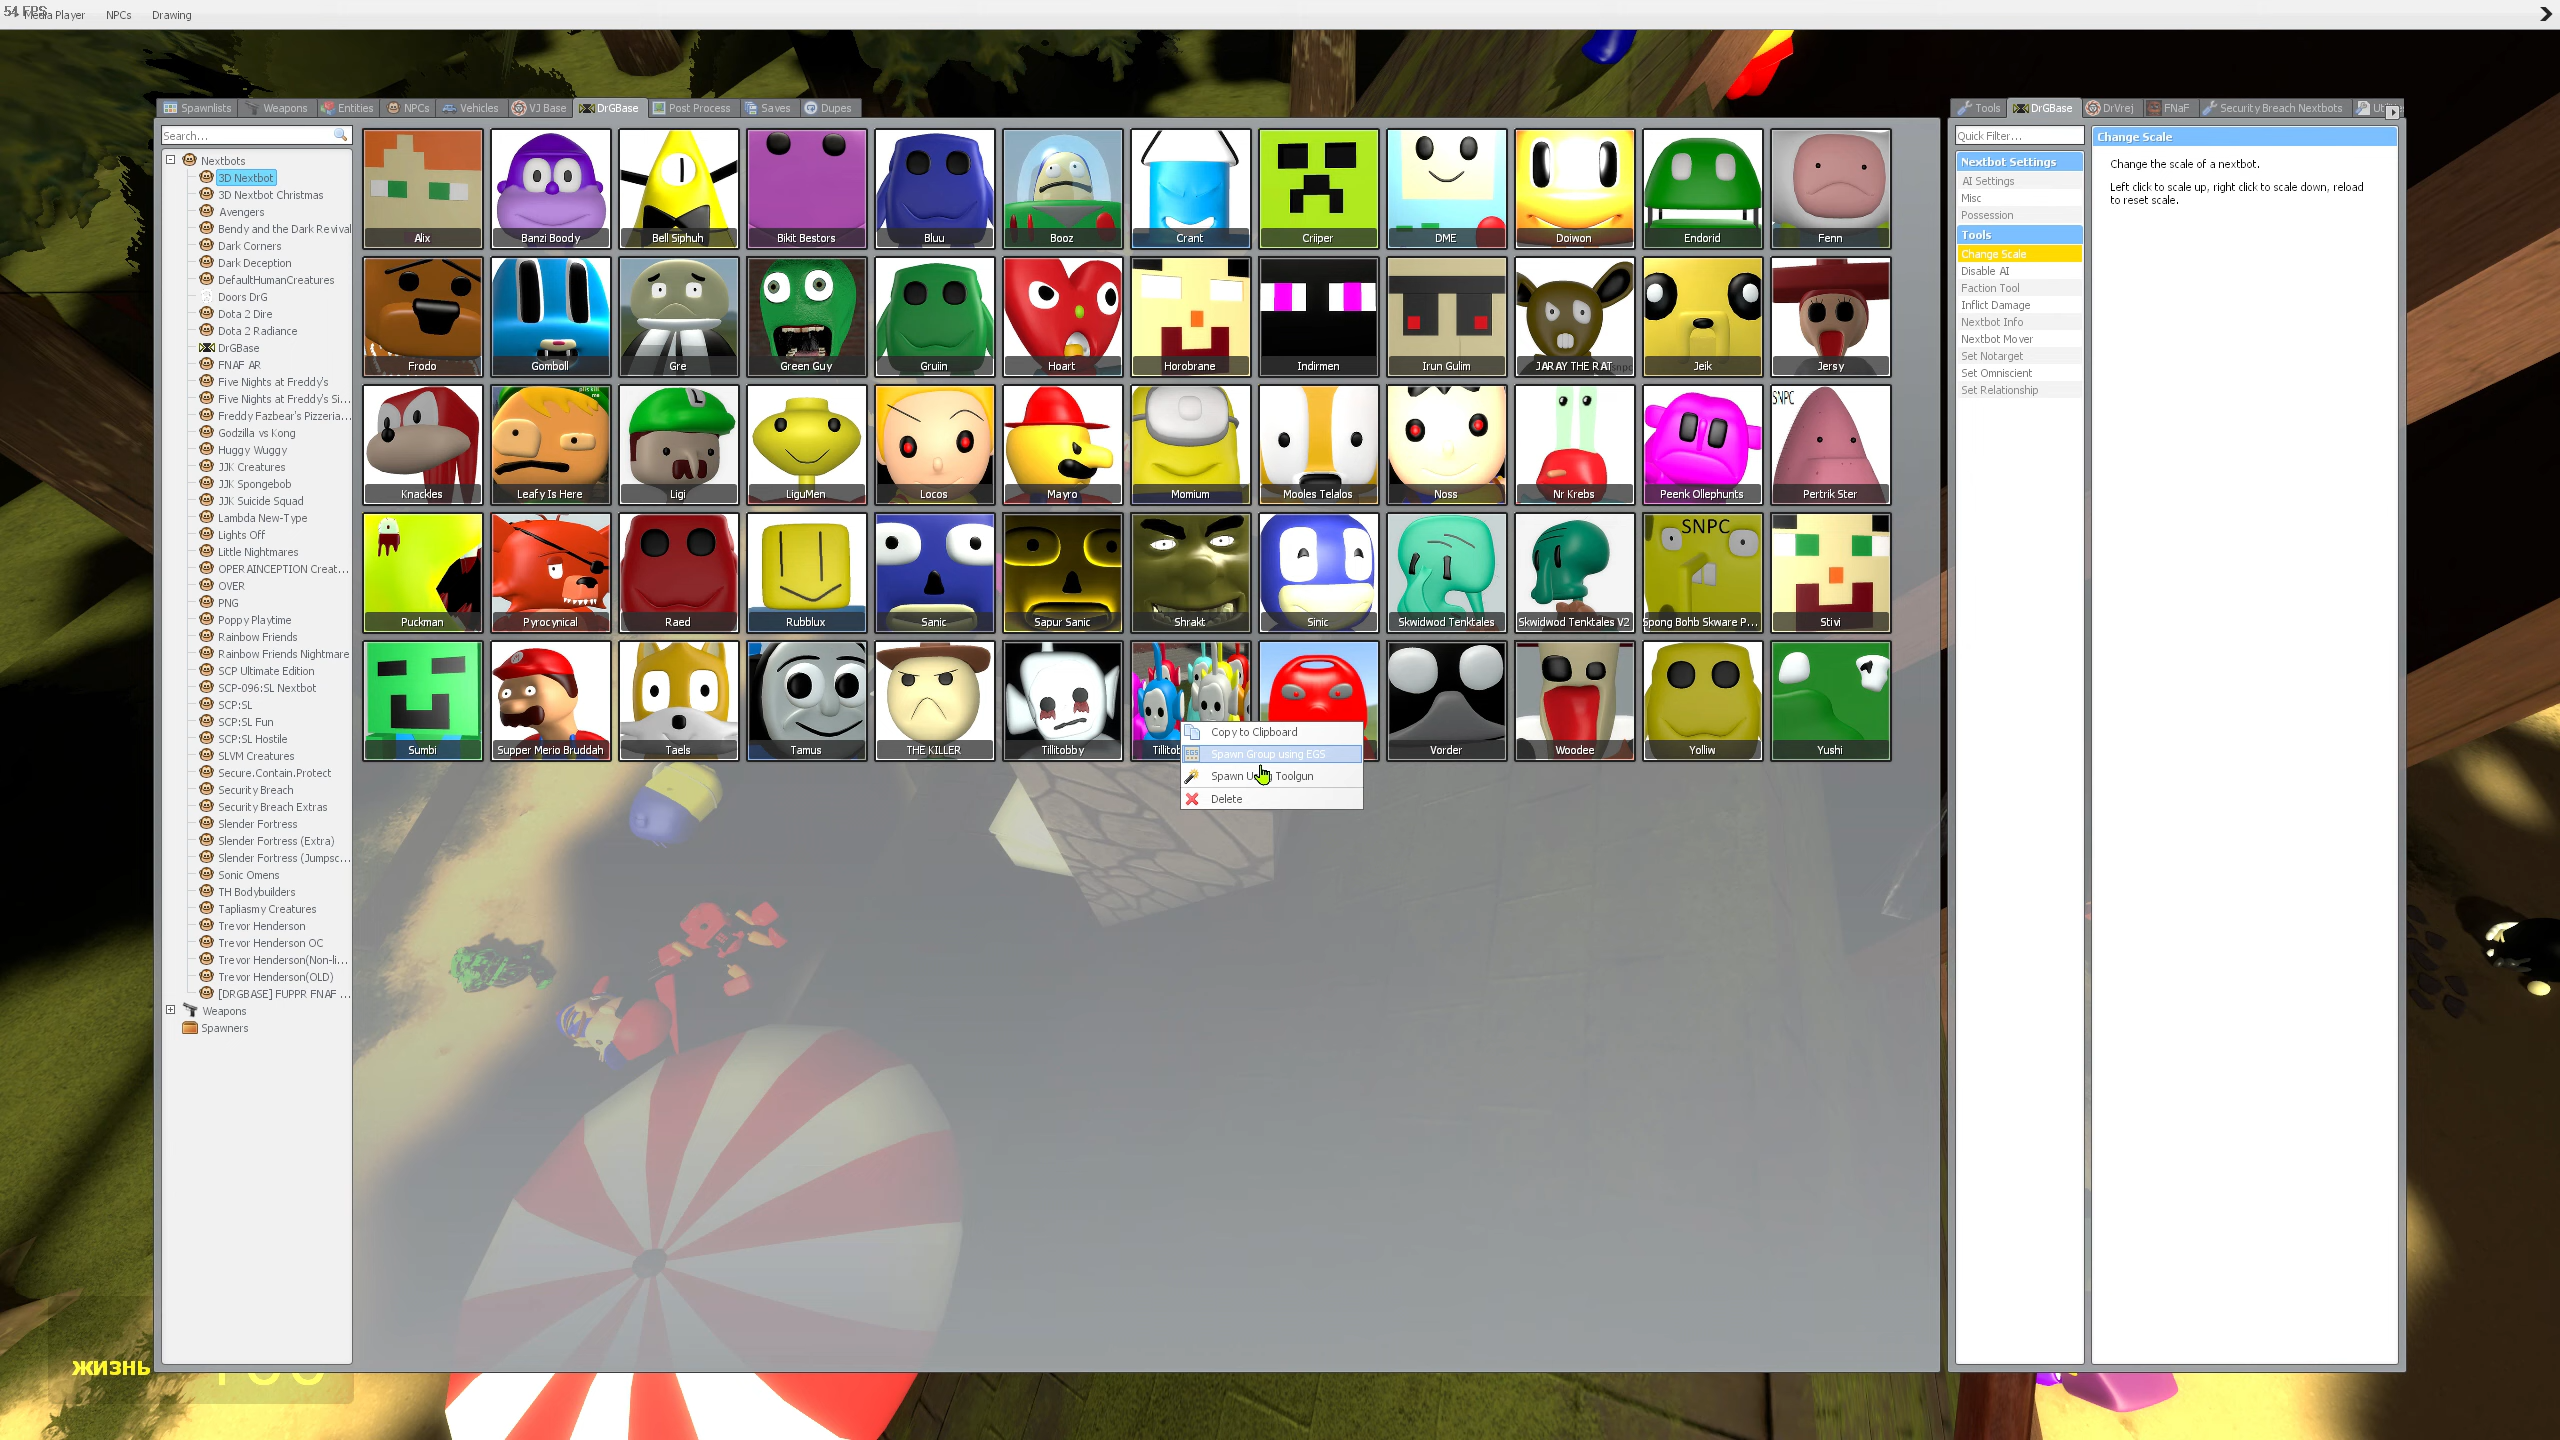 54 FPS
Media Player NPCs Drawing
Spawnlists Weapons Entities NPCs Vehicles VJ Base DrGBase Post Process Saves Dupes
Search...
Nextbots
3D Nextbot
3D Nextbot Christmas
Avengers
Bendy and the Dark Revival
Dark Corners
Dark Deception
DefaultHumanCreatures
Doors DrG
Dota 2 Dire
Dota 2 Radiance
DrGBase
FNAF AR
Five Nights at Freddy's
Five Nights at Freddy's Si...
Freddy Fazbear's Pizzeria...
Godzilla vs Kong
Huggy Wuggy
JJK Creatures
JJK Spongebob
JJK Suicide Squad
Lambda New-Type
Lights Off
Little Nightmares
OPERAINCEPTION Creat...
OVER
PNG
Poppy Playtime
Rainbow Friends
Rainbow Friends Nightmare
SCP Ultimate Edition
SCP-096:SL Nextbot
SCP:SL
SCP:SL Fun
SCP:SL Hostile
SLVM Creatures
Secure.Contain.Protect
Security Breach
Security Breach Extras
Slender Fortress
Slender Fortress (Extra)
Slender Fortress (Jumpsc...
Sonic Omens
TH Bodybuilders
Tapliasmy Creatures
Trevor Henderson
Trevor Henderson OC
Trevor Henderson(Non-li...
Trevor Henderson(OLD)
[DRGBASE] FUPPR FNAF ...
Weapons
Spawners
Alix Banzi Boody Bell Siphuh Bikit Bestors Bluu Booz Crant Criiper DME Doiwon Endorid Fenn
Frodo Gomboll Gre Green Guy Gruiin Hoart Horobrane Indirmen Irun Gulim JARAY THE RAT Jeik Jersy
SNPC
Knackles Leafy Is Here Ligi LiguMen Locos Mayro Momium Mooles Telalos Noss Nr Krebs Peenk Ollephunts Pertrik Ster
SNPC
Puckman Pyrocynical Raed Rubblux Sanic Sapur Sanic Shrakt Sinic Skwidwod Tenktales Skwidwod Tenktales V2 Spong Bohb Skware P... Stivi
Sumbi Supper Merio Bruddah Taels Tamus THE KILLER Tillitobby Vorder Woodee Yolliw Yushi
Copy to Clipboard
Spawn Group using EGS
Spawn Using Toolgun
Delete
Tools DrGBase DrVrej FNaF Security Breach Nextbots
Quick Filter...
Nextbot Settings
AI Settings
Misc
Possession
Tools
Change Scale
Disable AI
Faction Tool
Inflict Damage
Nextbot Info
Nextbot Mover
Set Notarget
Set Omniscient
Set Relationship
Change Scale
Change the scale of a nextbot.
Left click to scale up, right click to scale down, reload
to reset scale.
ЖИЗНЬ